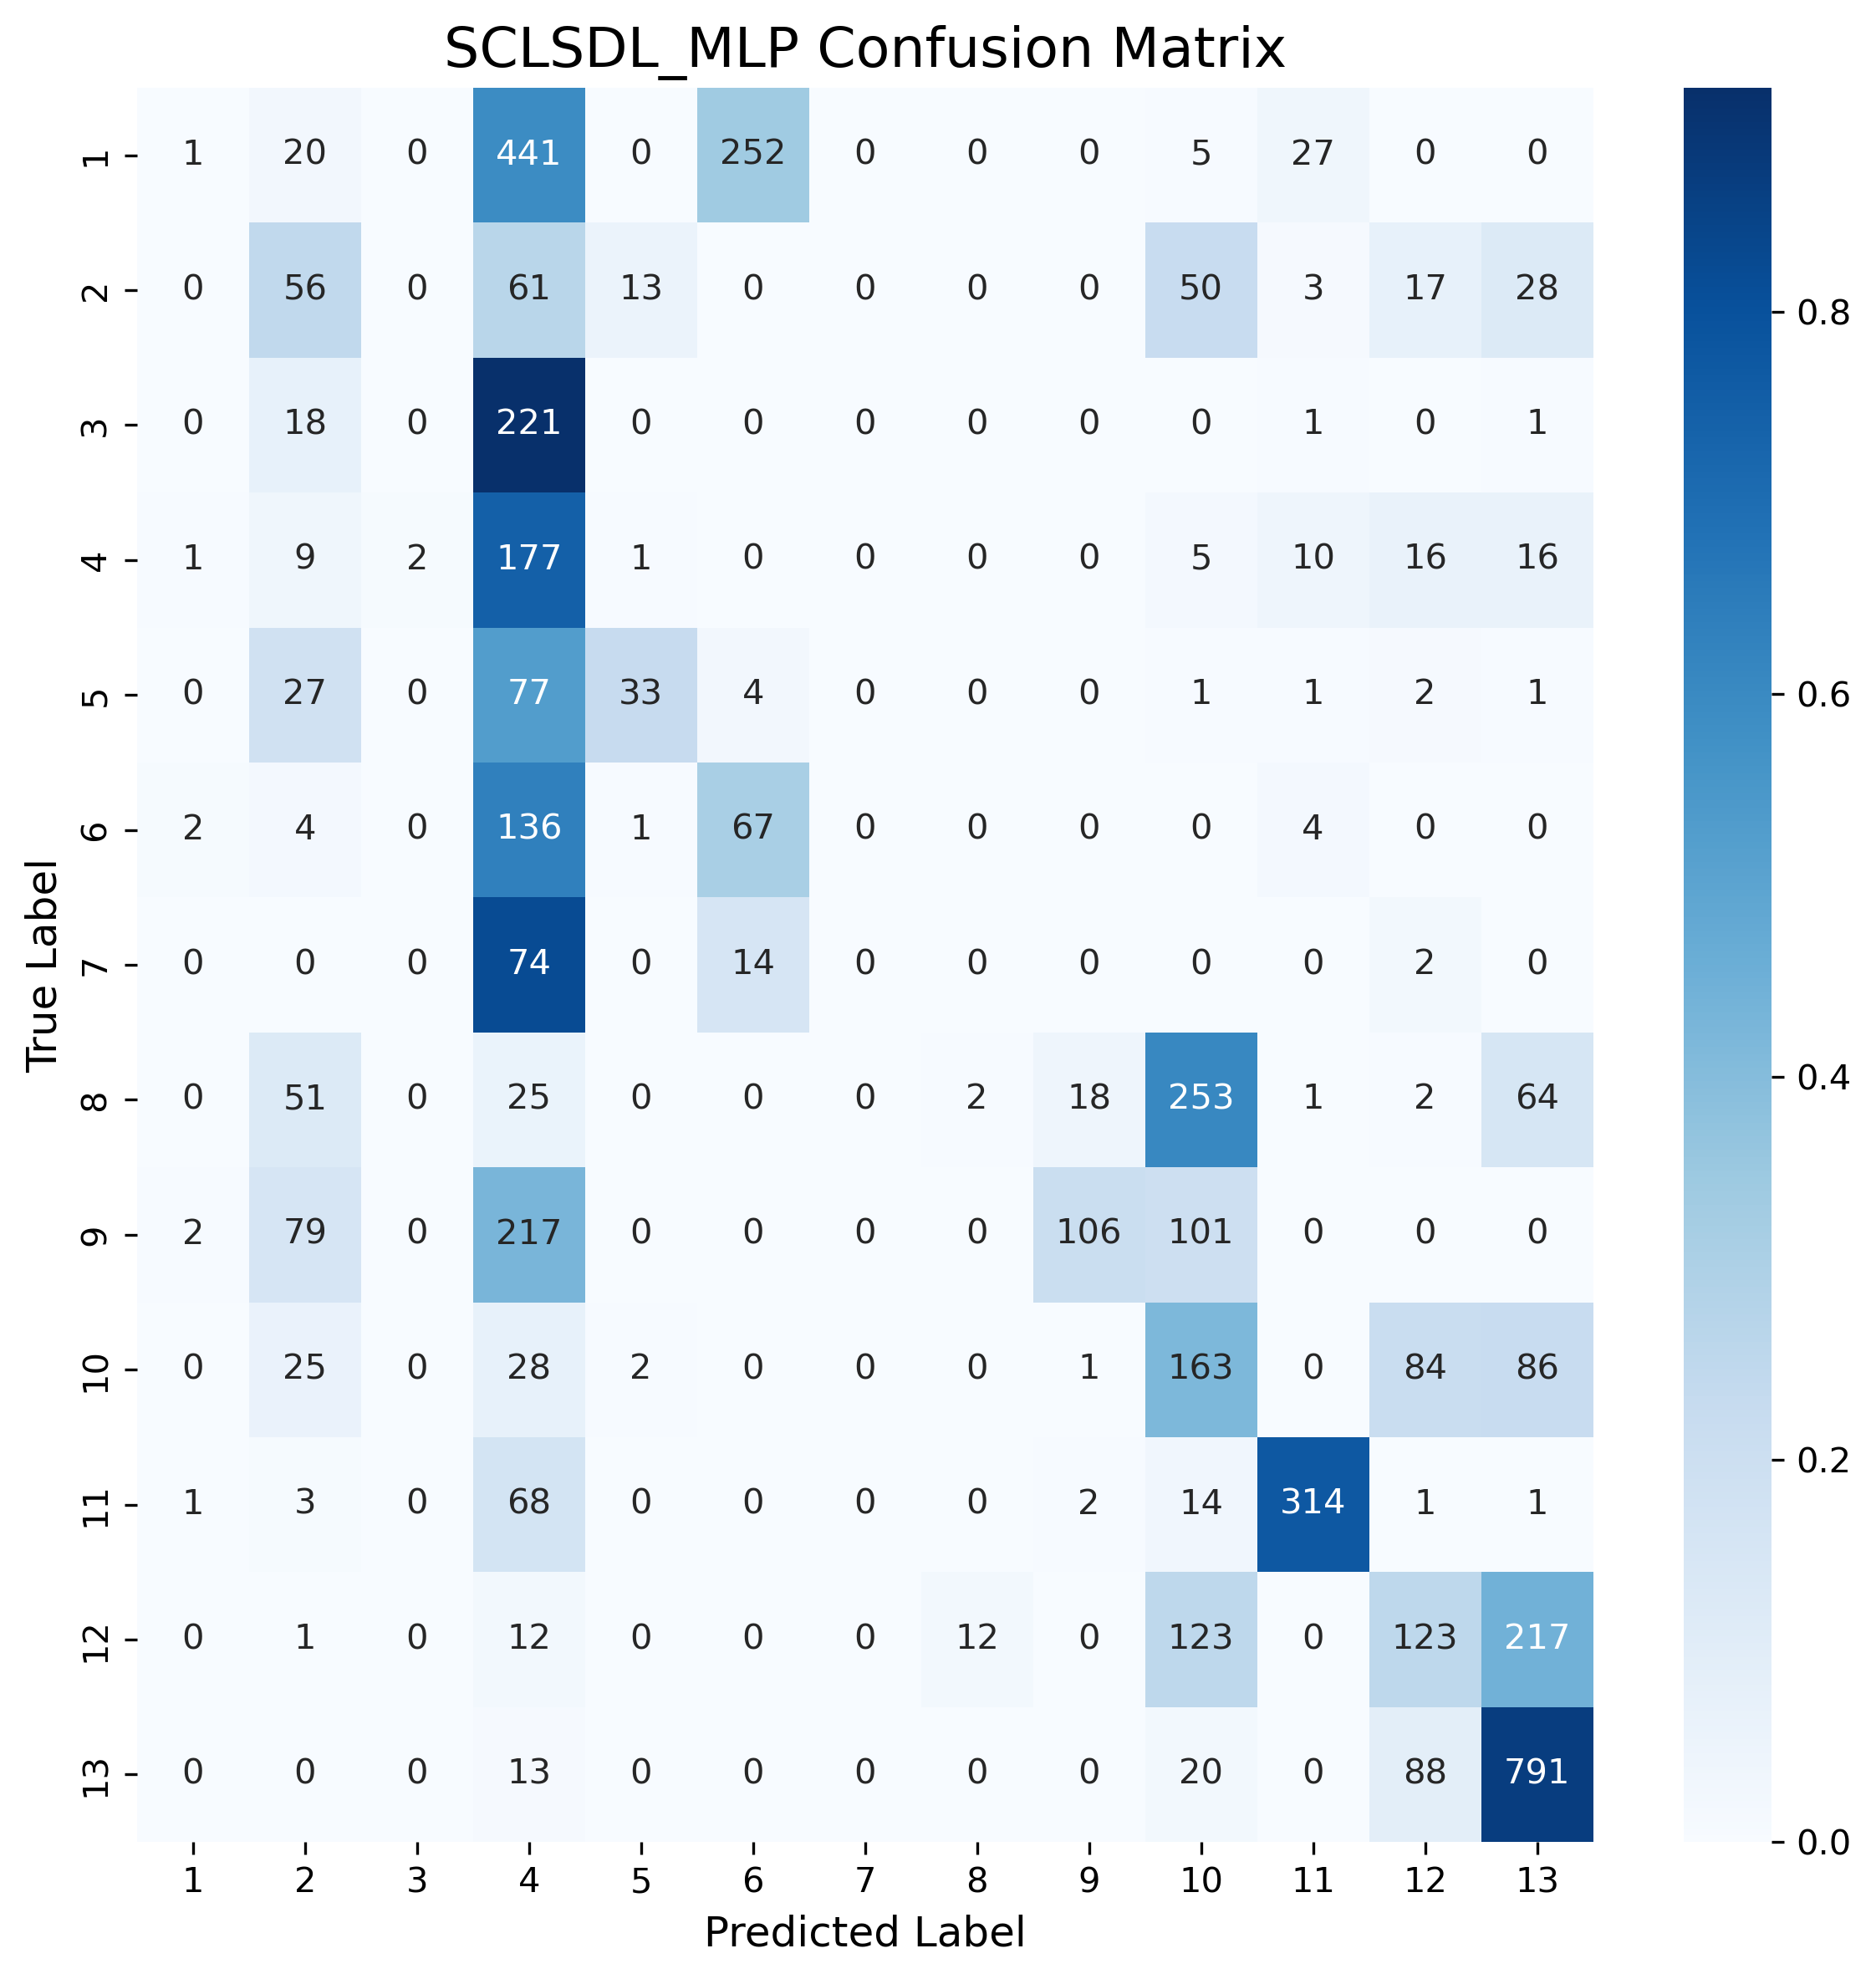 SCLSDL_MLP Confusion Matrix
1 1 20 0 441 0 252 0 0 0 5 27 0 0
2 0 56 0 61 13 0 0 0 0 50 3 17 28
0.8
3 0 18 0 221 0 0 0 0 0 0 1 0 1
4 1 9 2 177 1 0 0 0 0 5 10 16 16
5 0 27 0 77 33 4 0 0 0 1 1 2 1
0.6
6 2 4 0 136 1 67 0 0 0 0 4 0 0
True Label
7 0 0 0 74 0 14 0 0 0 0 0 2 0
8 0 51 0 25 0 0 0 2 18 253 1 2 64
0.4
9 2 79 0 217 0 0 0 0 106 101 0 0 0
10 0 25 0 28 2 0 0 0 1 163 0 84 86
11 1 3 0 68 0 0 0 0 2 14 314 1 1
0.2
12 0 1 0 12 0 0 0 12 0 123 0 123 217
13 0 0 0 13 0 0 0 0 0 20 0 88 791
0.0
1 2 3 4 5 6 7 8 9 10 11 12 13
Predicted Label